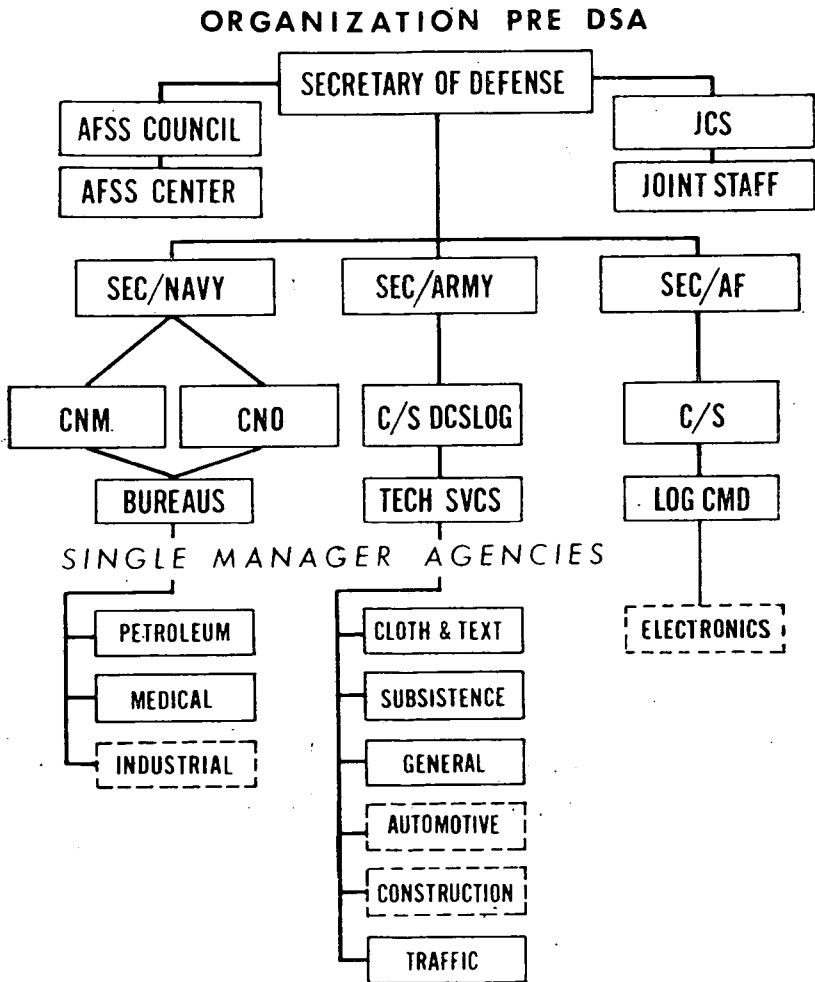 ORGANIZATION PRE DSA
SECRETARY OF DEFENSE
AFSS COUNCIL
JCS
AFSS CENTER
JOINT STAFF
SEC/NAVY
SEC/ARMY
SEC/AF
CNM
CNO
C/S DCSLOG
C/S
BUREAUS
TECH SVCS
LOG CMD
SINGLE MANAGER AGENCIES
PETROLEUM
CLOTH & TEXT
ELECTRONICS
MEDICAL
SUBSISTENCE
INDUSTRIAL
GENERAL
AUTOMOTIVE
CONSTRUCTION
TRAFFIC